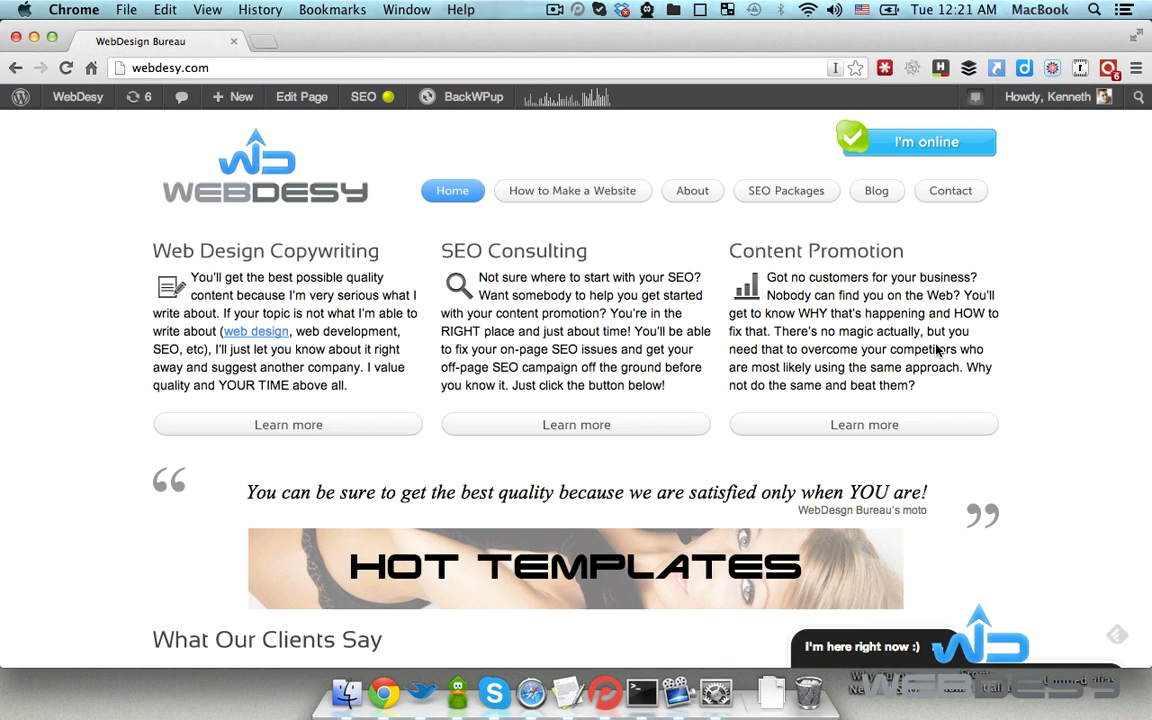 Chrome File Edit View History Bookmarks Window Help Tue 12:21 AM MacBook
WebDesign Bureau
webdesy.com
WebDesy 6 New Edit Page SEO BackWPup Howdy, Kenneth
I'm online
WEBDESY
Home How to Make a Website About SEO Packages Blog Contact
Web Design Copywriting
You'll get the best possible quality
content because I'm very serious what I
write about. If your topic is not what I'm able to
write about (web design, web development,
SEO, etc), I'll just let you know about it right
away and suggest another company. I value
quality and YOUR TIME above all.
Learn more
SEO Consulting
Not sure where to start with your SEO?
Want somebody to help you get started
with your content promotion? You're in the
RIGHT place and just about time! You'll be able
to fix your on-page SEO issues and get your
off-page SEO campaign off the ground before
you know it. Just click the button below!
Learn more
Content Promotion
Got no customers for your business?
Nobody can find you on the Web? You'll
get to know WHY that's happening and HOW to
fix that. There's no magic actually, but you
need that to overcome your competiters who
are most likely using the same approach. Why
not do the same and beat them?
Learn more
You can be sure to get the best quality because we are satisfied only when YOU are!
WebDesgn Bureau's moto
HOT TEMPLATES
What Our Clients Say
I'm here right now :)
WEBDESY